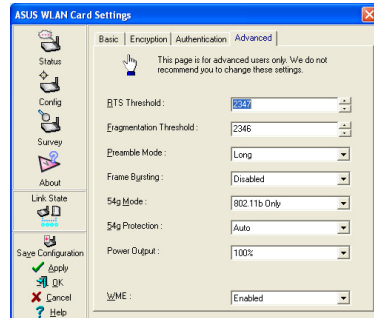 ASUS WLAN Card Settings
Status
Config
Survey
About
Link State
Save Configuration
Apply
OK
Cancel
Help
Basic Encryption Authentication Advanced
This page is for advanced users only. We do not
recommend you to change these settings.
RTS Threshold : 2347
Fragmentation Threshold : 2346
Preamble Mode : Long
Frame Bursting : Disabled
54g Mode : 802.11b Only
54g Protection : Auto
Power Output : 100%
WME : Enabled